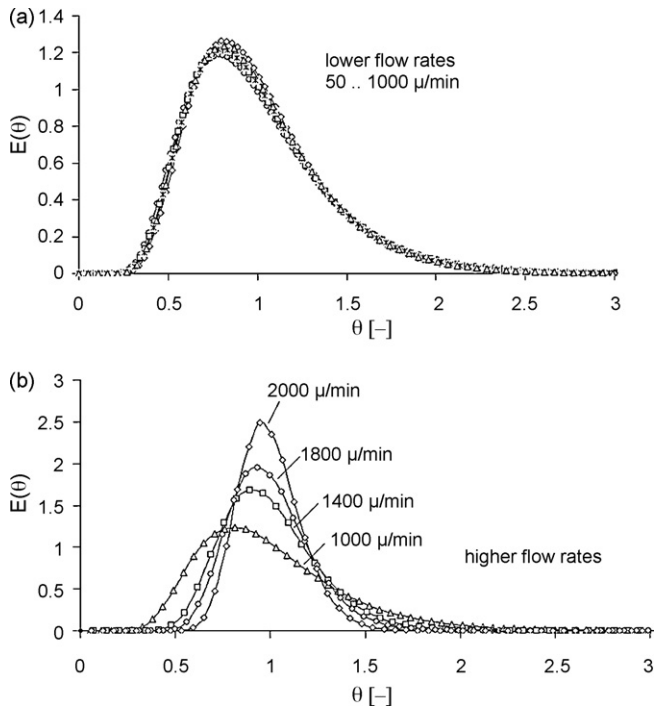 (a)
1.4
1.2
1.0
0.8
0.6
0.4
0.2
0
E(θ)
lower flow rates
50 .. 1000 µ/min
0 0.5 1 1.5 2 2.5 3
θ [–]
(b)
3
2.5
2
1.5
1
0.5
0
E(θ)
2000 µ/min
1800 µ/min
1400 µ/min
1000 µ/min
higher flow rates
0 0.5 1 1.5 2 2.5 3
θ [–]